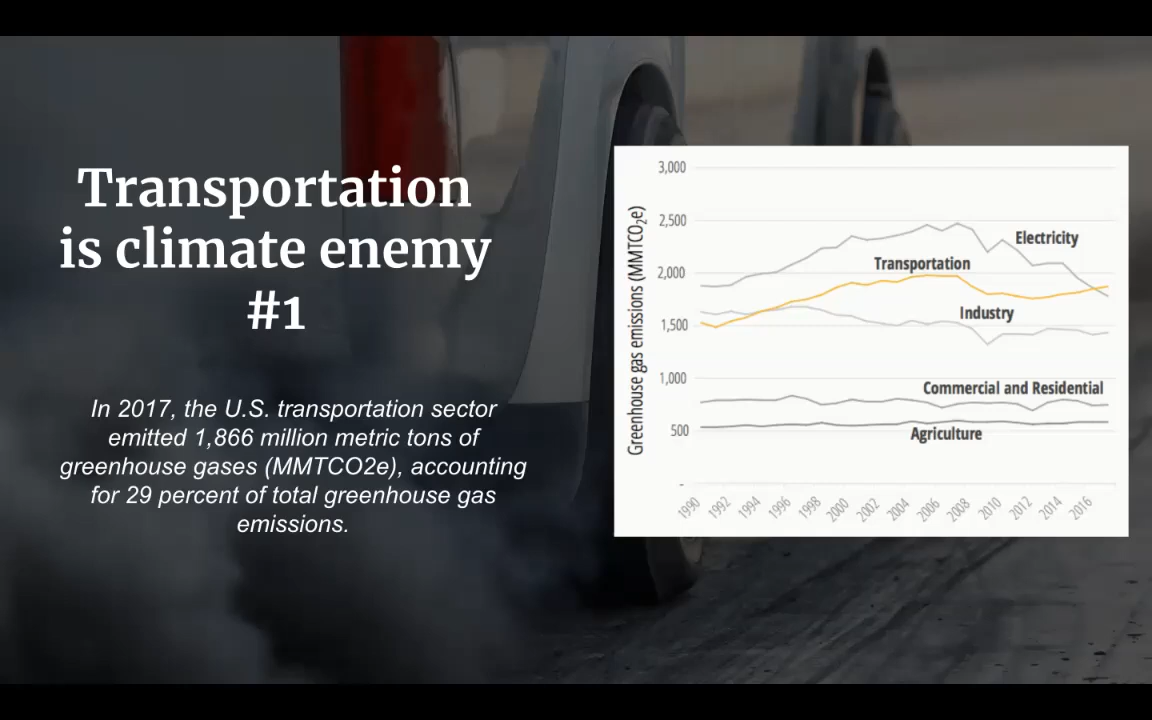 Transportation
is climate enemy
#1
In 2017, the U.S. transportation sector
emitted 1,866 million metric tons of
greenhouse gases (MMTCO2e), accounting
for 29 percent of total greenhouse gas
emissions.
Greenhouse gas emissions (MMTCO₂e)
3,000
2,500
2,000
1,500
1,000
500
-
Electricity
Transportation
Industry
Commercial and Residential
Agriculture
1990
1992
1994
1996
1998
2000
2002
2004
2006
2008
2010
2012
2014
2016